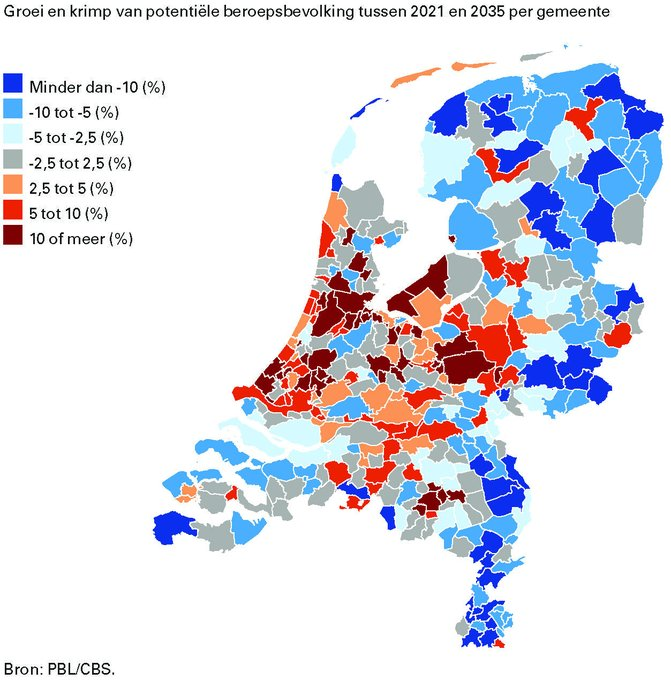 Groei en krimp van potentiële beroepsbevolking tussen 2021 en 2035 per gemeente
Minder dan -10 (%)
-10 tot -5 (%)
-5 tot -2,5 (%)
-2,5 tot 2,5 (%)
2,5 tot 5 (%)
5 tot 10 (%)
10 of meer (%)
Bron: PBL/CBS.